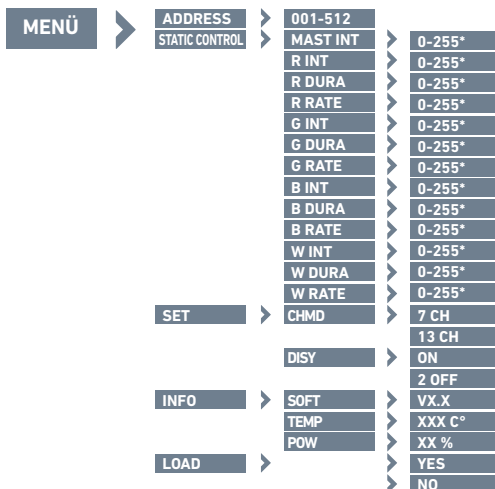 MENÜ
ADDRESS 001-512
STATIC CONTROL MAST INT 0-255*
R INT 0-255*
R DURA 0-255*
R RATE 0-255*
G INT 0-255*
G DURA 0-255*
G RATE 0-255*
B INT 0-255*
B DURA 0-255*
B RATE 0-255*
W INT 0-255*
W DURA 0-255*
W RATE 0-255*
SET CHMD 7 CH
13 CH
DISY ON
2 OFF
INFO SOFT VX.X
TEMP XXX C°
POW XX %
LOAD YES
NO